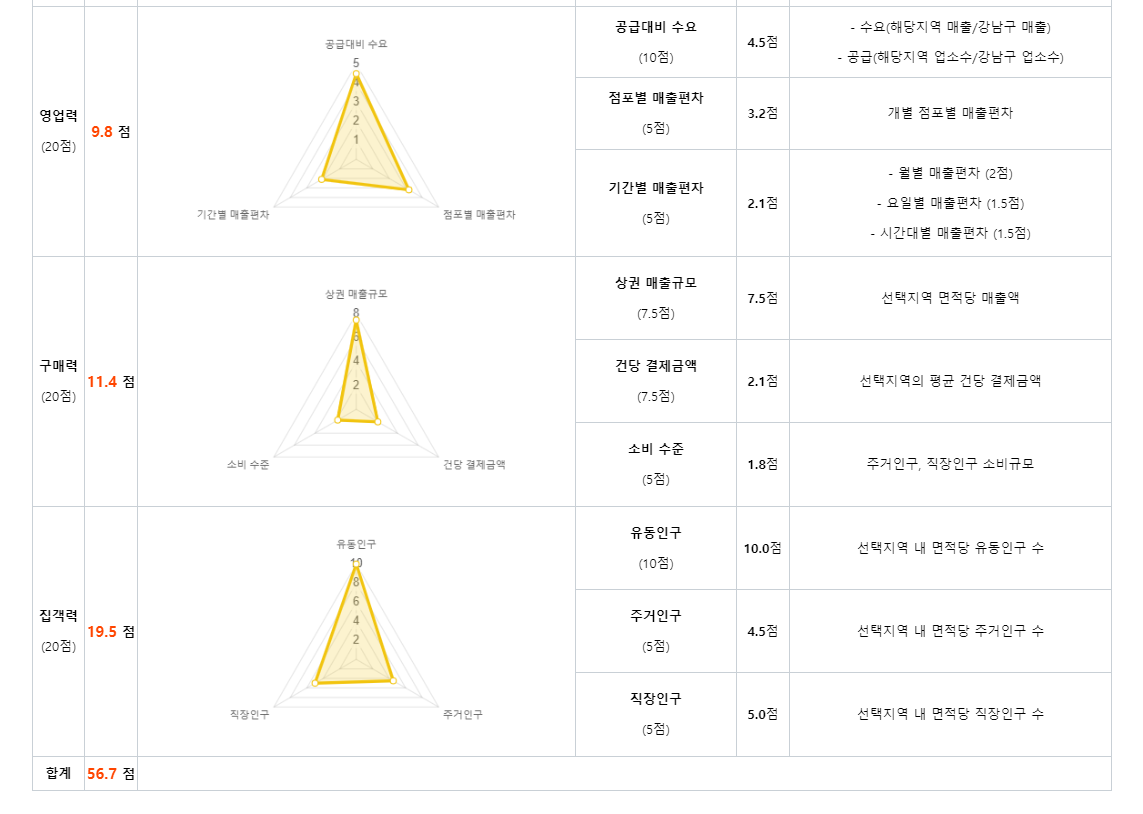 영업력
(20점)
9.8 점
공급대비 수요
5
4
3
2
1
기간별 매출편차
점포별 매출편차
공급대비 수요
(10점)
4.5점
- 수요(해당지역 매출/강남구 매출)
- 공급(해당지역 업소수/강남구 업소수)
점포별 매출편차
(5점)
3.2점
개별 점포별 매출편차
기간별 매출편차
(5점)
2.1점
- 월별 매출편차 (2점)
- 요일별 매출편차 (1.5점)
- 시간대별 매출편차 (1.5점)
구매력
(20점)
11.4 점
상권 매출규모
8
6
4
2
소비 수준
건당 결제금액
상권 매출규모
(7.5점)
7.5점
선택지역 면적당 매출액
건당 결제금액
(7.5점)
2.1점
선택지역의 평균 건당 결제금액
소비 수준
(5점)
1.8점
주거인구, 직장인구 소비규모
집객력
(20점)
19.5 점
유동인구
10
8
6
4
2
직장인구
주거인구
유동인구
(10점)
10.0점
선택지역 내 면적당 유동인구 수
주거인구
(5점)
4.5점
선택지역 내 면적당 주거인구 수
직장인구
(5점)
5.0점
선택지역 내 면적당 직장인구 수
합계
56.7 점